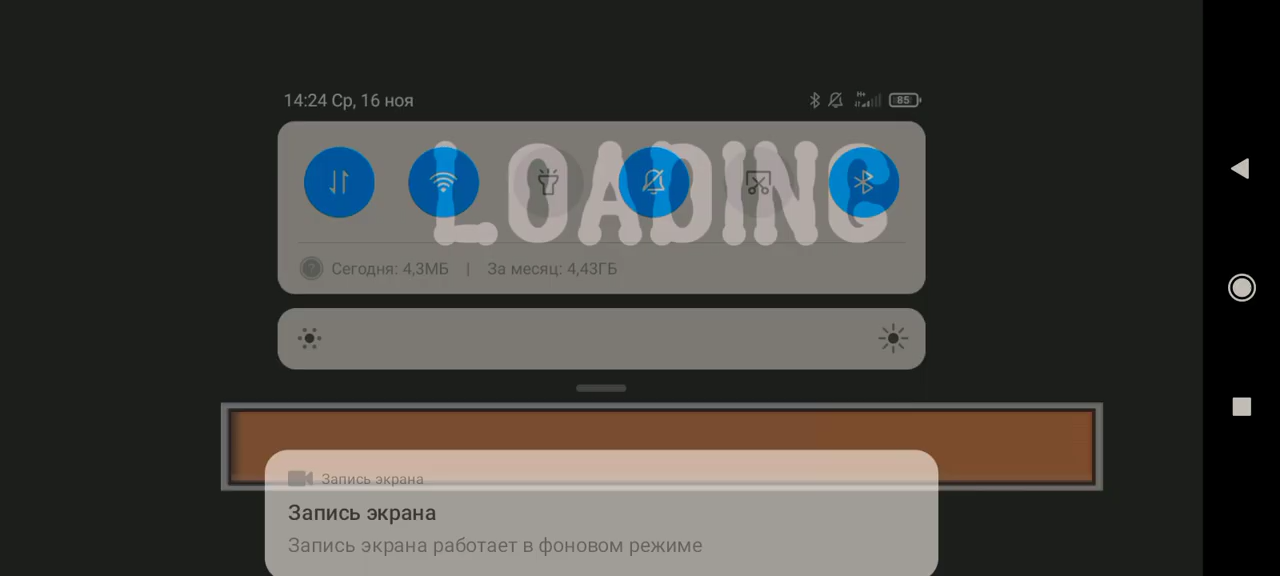 14:24 Ср, 16 ноя
H+
85
LOADING
Сегодня: 4,3МБ | За месяц: 4,43ГБ
Запись экрана
Запись экрана
Запись экрана работает в фоновом режиме